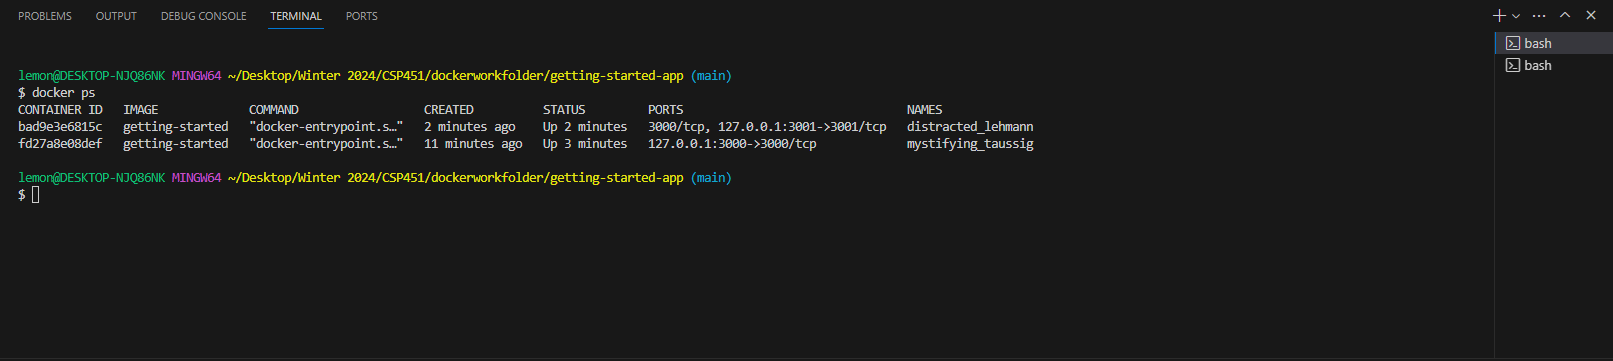 PROBLEMS OUTPUT DEBUG CONSOLE TERMINAL PORTS
bash
bash
lemon@DESKTOP-NJQ86NK MINGW64 ~/Desktop/Winter 2024/CSP451/dockerworkfolder/getting-started-app (main)
$ docker ps
CONTAINER ID IMAGE COMMAND CREATED STATUS PORTS NAMES
bad9e3e6815c getting-started "docker-entrypoint.s…" 2 minutes ago Up 2 minutes 3000/tcp, 127.0.0.1:3001->3001/tcp distracted_lehmann
fd27a8e08def getting-started "docker-entrypoint.s…" 11 minutes ago Up 3 minutes 127.0.0.1:3000->3000/tcp mystifying_taussig
lemon@DESKTOP-NJQ86NK MINGW64 ~/Desktop/Winter 2024/CSP451/dockerworkfolder/getting-started-app (main)
$